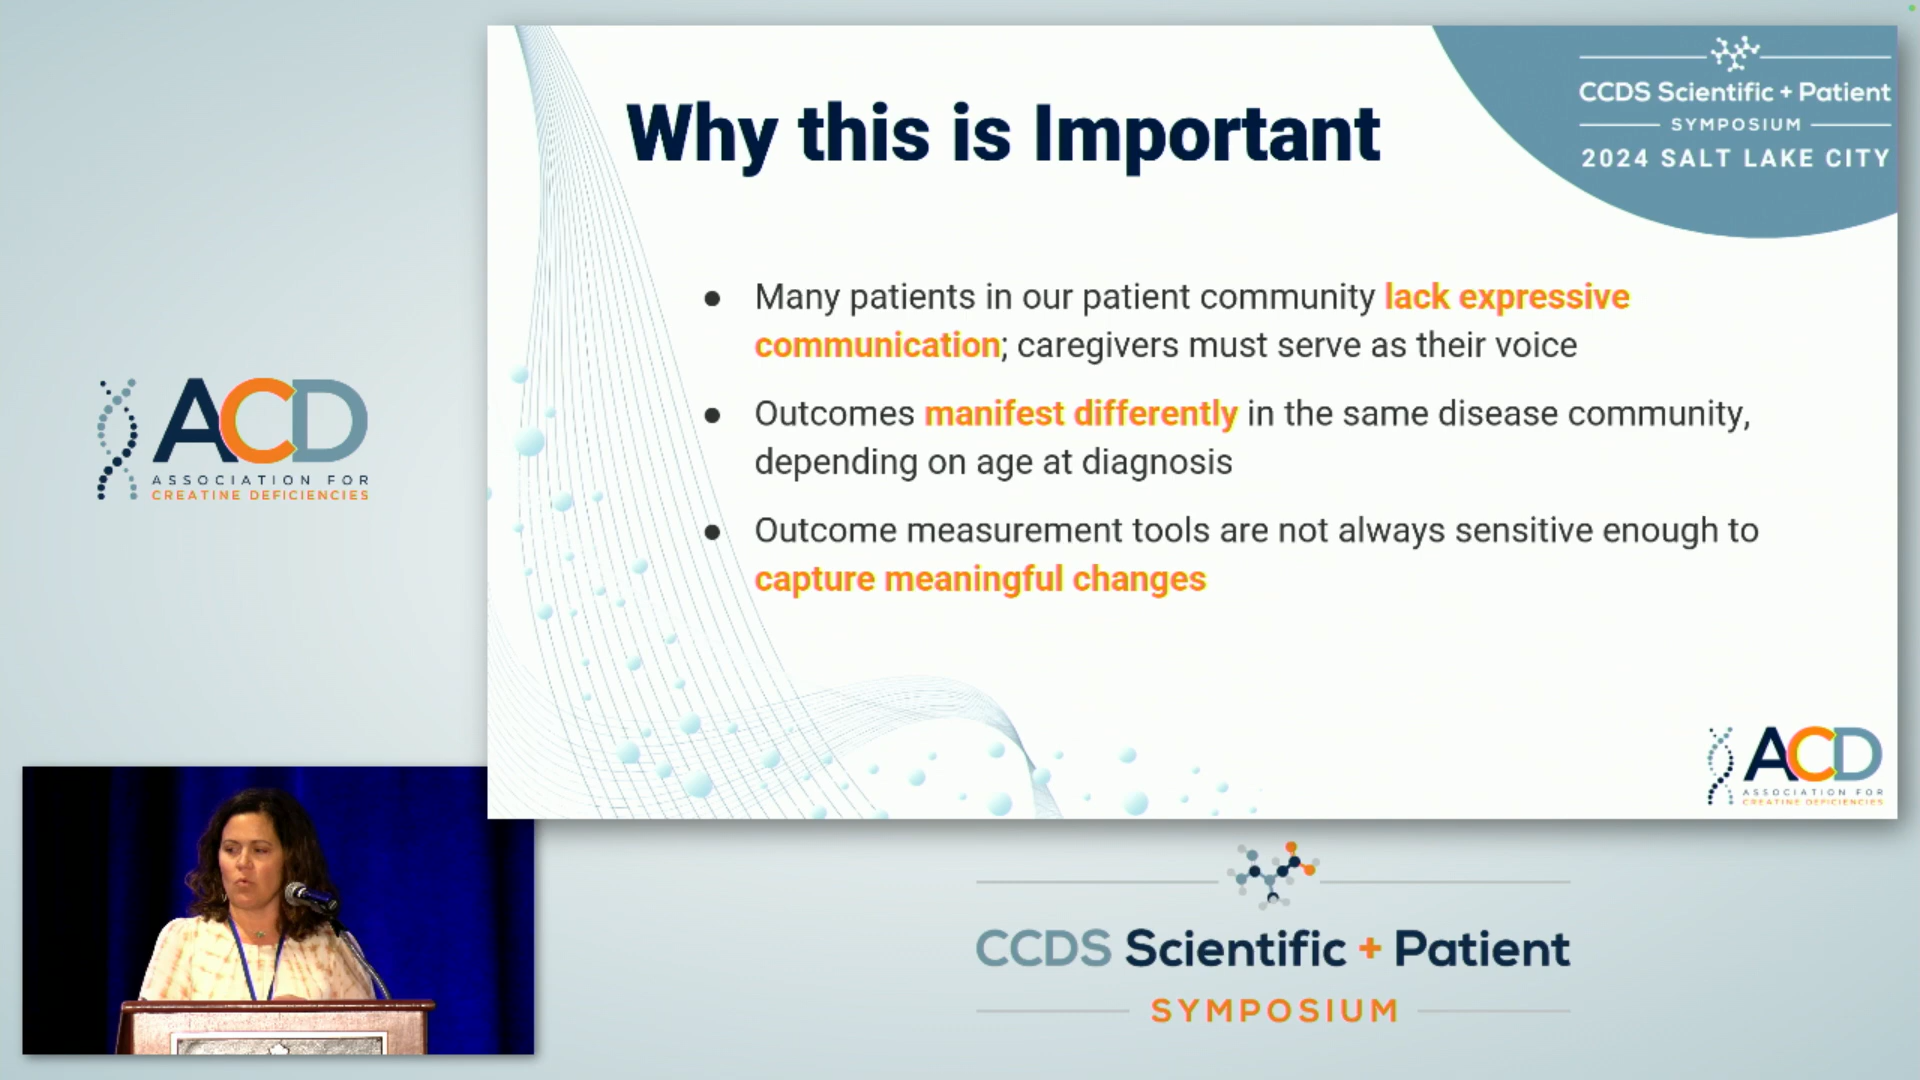 CCDS Scientific + Patient
SYMPOSIUM
2024 SALT LAKE CITY
Why this is Important
● Many patients in our patient community lack expressive
communication; caregivers must serve as their voice
● Outcomes manifest differently in the same disease community,
depending on age at diagnosis
● Outcome measurement tools are not always sensitive enough to
capture meaningful changes
ACD
ASSOCIATION FOR
CREATINE DEFICIENCIES
ACD
ASSOCIATION FOR
CREATINE DEFICIENCIES
CCDS Scientific + Patient
SYMPOSIUM